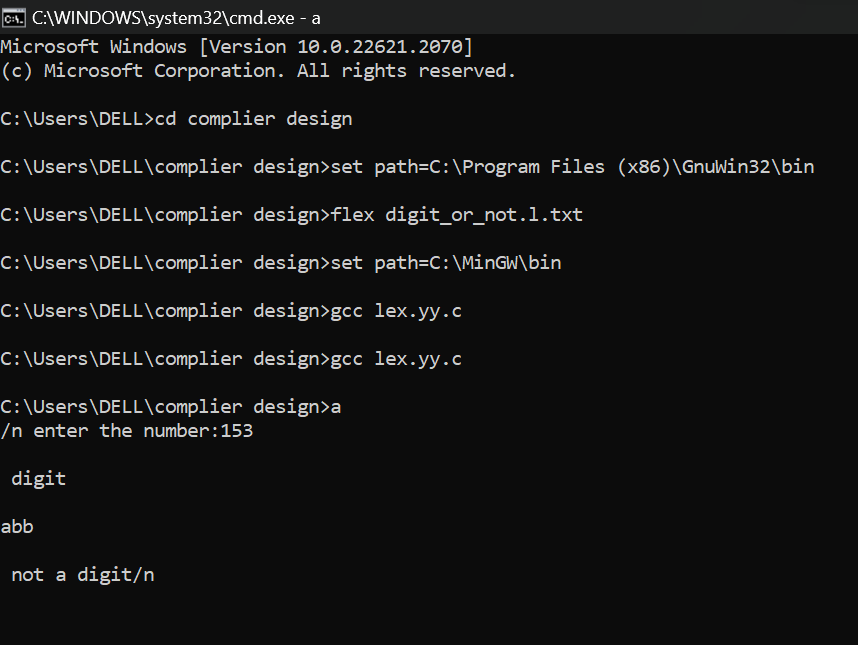 C:\WINDOWS\system32\cmd.exe - a
Microsoft Windows [Version 10.0.22621.2070]
(c) Microsoft Corporation. All rights reserved.
C:\Users\DELL>cd complier design
C:\Users\DELL\complier design>set path=C:\Program Files (x86)\GnuWin32\bin
C:\Users\DELL\complier design>flex digit_or_not.l.txt
C:\Users\DELL\complier design>set path=C:\MinGW\bin
C:\Users\DELL\complier design>gcc lex.yy.c
C:\Users\DELL\complier design>gcc lex.yy.c
C:\Users\DELL\complier design>a
/n enter the number:153
digit
abb
not a digit/n